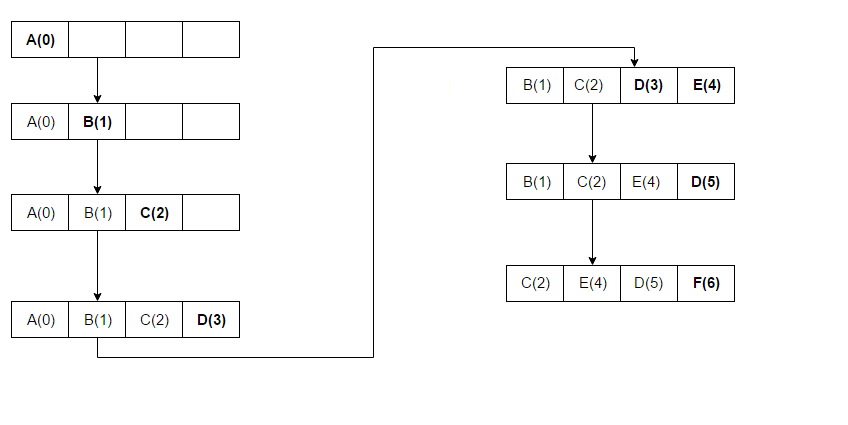 A(0)
A(0) B(1)
A(0) B(1) C(2)
A(0) B(1) C(2) D(3)
B(1) C(2) D(3) E(4)
B(1) C(2) E(4) D(5)
C(2) E(4) D(5) F(6)